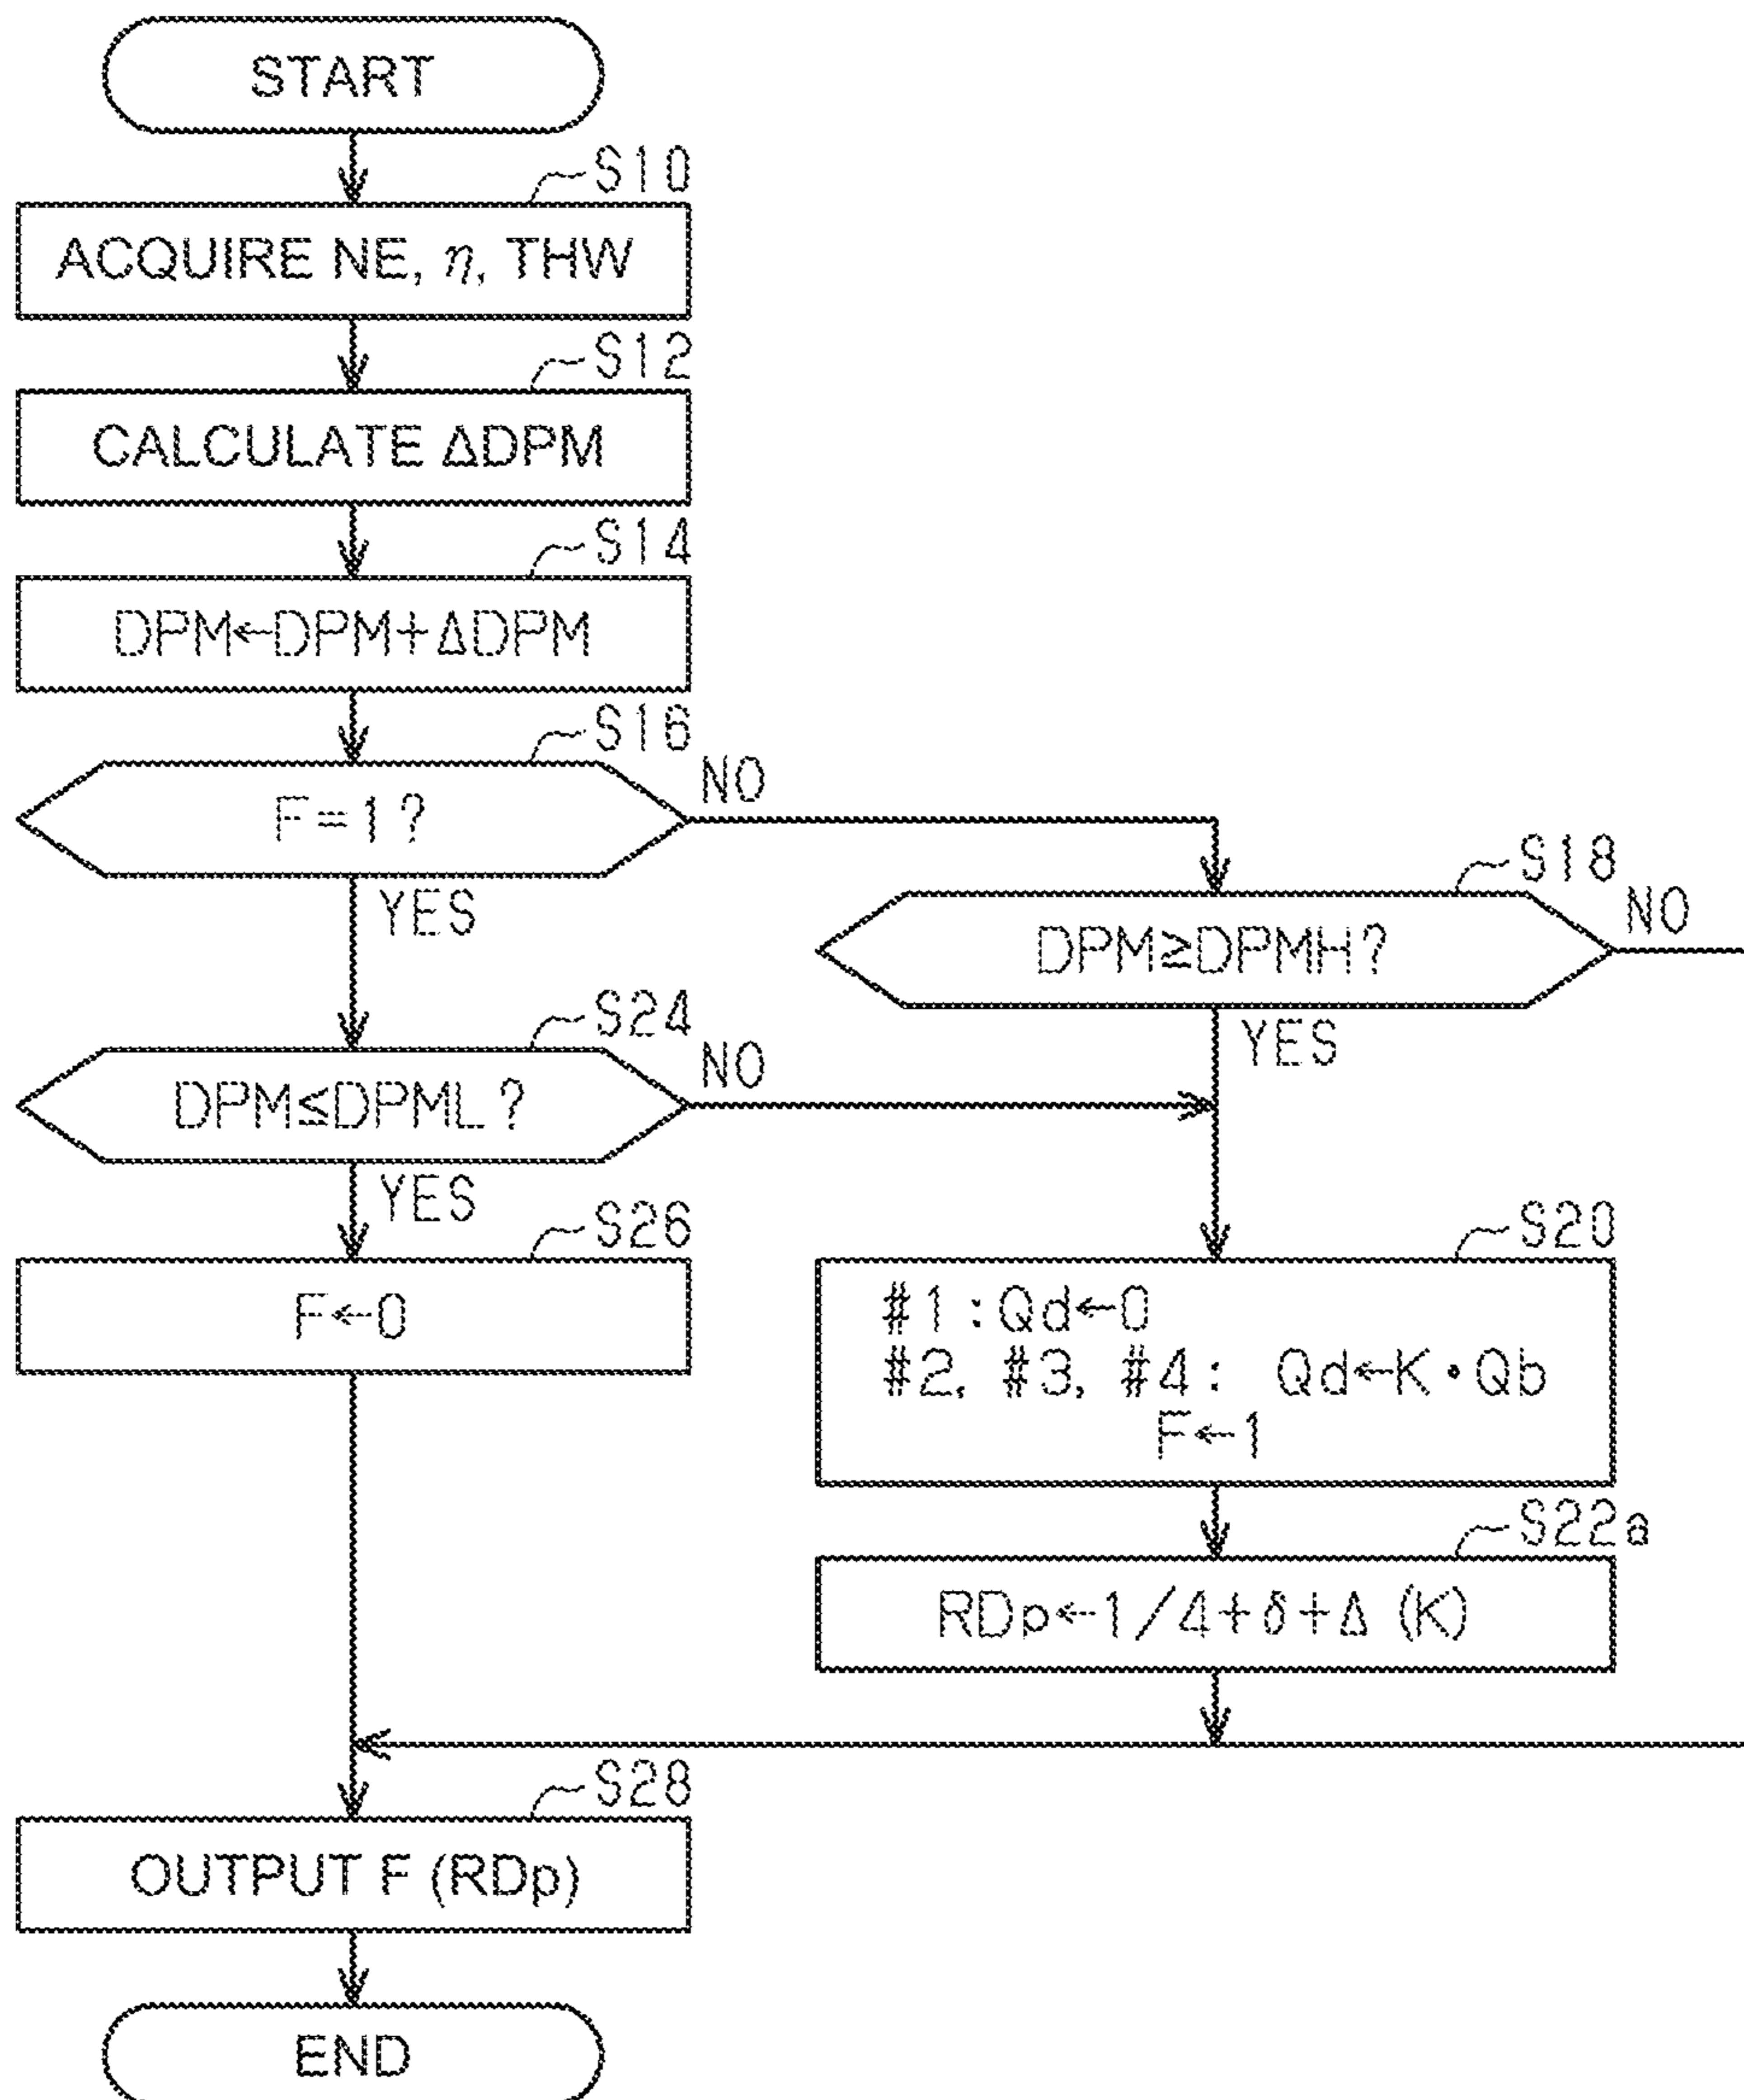 START
S10
ACQUIRE NE, η, THW
S12
CALCULATE ΔDPM
S14
DPM←DPM+ΔDPM
S16
F=1?
NO
YES
S18
DPM≧DPMH?
NO
YES
S24
DPM≦DPML?
NO
YES
S26
F←0
S20
#1:Qd←0
#2, #3, #4: Qd←K·Qb
F←1
S22a
RDp←1/4+δ+Δ (K)
S28
OUTPUT F (RDp)
END